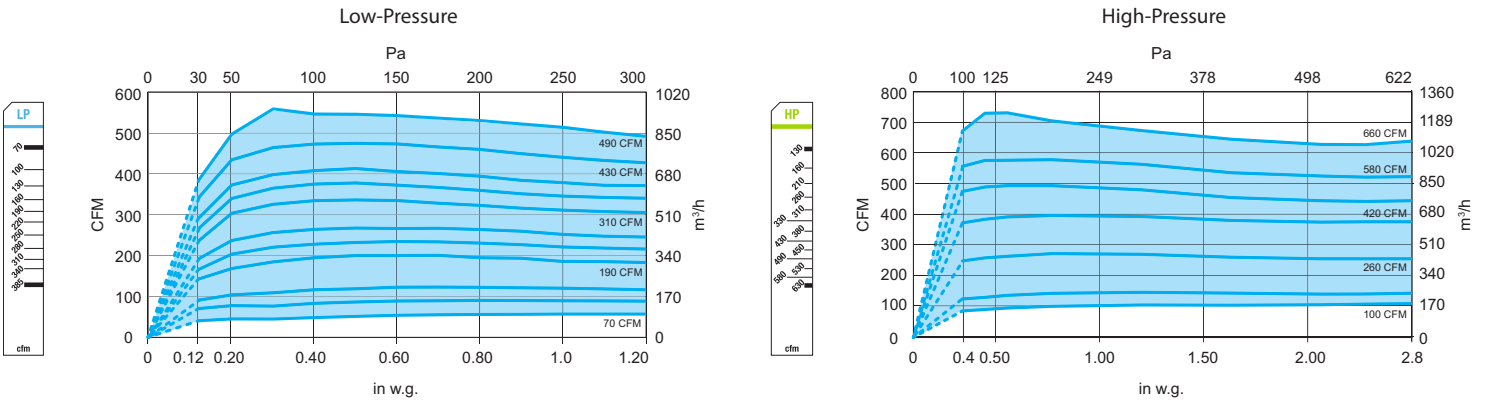 Low-Pressure
Pa
0 30 50 100 150 200 250 300
600 500 400 300 200 100 0
CFM
1020 850 680 510 340 170 0
m³/h
490 CFM
430 CFM
310 CFM
190 CFM
70 CFM
0 0.12 0.20 0.40 0.60 0.80 1.0 1.20
in w.g.
LP
70
100
130
160
190
220
250
280
310
340
385
cfm
High-Pressure
Pa
0 100 125 249 378 498 622
800 700 600 500 400 300 200 100 0
CFM
1360 1189 1020 850 680 510 340 170 0
m³/h
660 CFM
580 CFM
420 CFM
260 CFM
100 CFM
0 0.4 0.50 1.00 1.50 2.00 2.8
in w.g.
HP
130
160
210
260
310
330
380
430
450
490
530
580
630
cfm